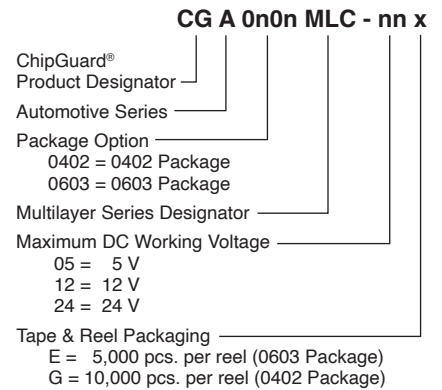 CG A 0n0n MLC - nn x
ChipGuard®
Product Designator
Automotive Series
Package Option
0402 = 0402 Package
0603 = 0603 Package
Multilayer Series Designator
Maximum DC Working Voltage
05 = 5 V
12 = 12 V
24 = 24 V
Tape & Reel Packaging
E = 5,000 pcs. per reel (0603 Package)
G = 10,000 pcs. per reel (0402 Package)